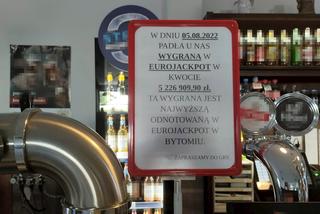 W DNIU 05.08.2022
PADŁA U NAS
WYGRANA W
EUROJACKPOT W
KWOCIE
5 226 909,90 zł.
TA WYGRANA JEST
NAJWYŻSZĄ
ODNOTOWANĄ W
EUROJACKPOT W
BYTOMIU.
ZAPRASZAMY DO GRY